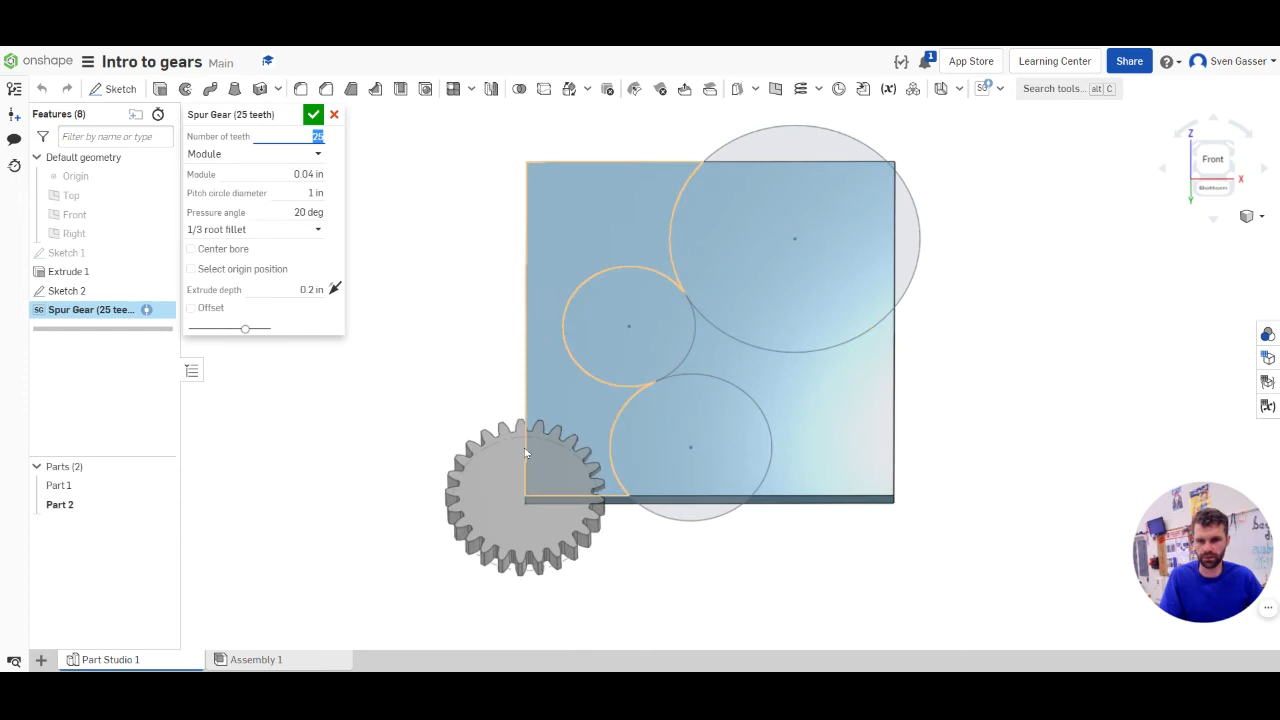 onshape Intro to gears Main App Store Learning Center Share Sven Gasser
1
Sketch Search tools... alt C
Features (8) Spur Gear (25 teeth)
Filter by name or type Number of teeth 25
Default geometry Module
Origin Module 0.04 in
Top Pitch circle diameter 1 in
Front Pressure angle 20 deg
Right 1/3 root fillet
Sketch 1 Center bore
Extrude 1 Select origin position
Sketch 2 Extrude depth 0.2 in
SG Spur Gear (25 tee... Offset
Parts (2)
Part 1
Part 2
Z
Front
X
Bottom
Y
Part Studio 1 Assembly 1